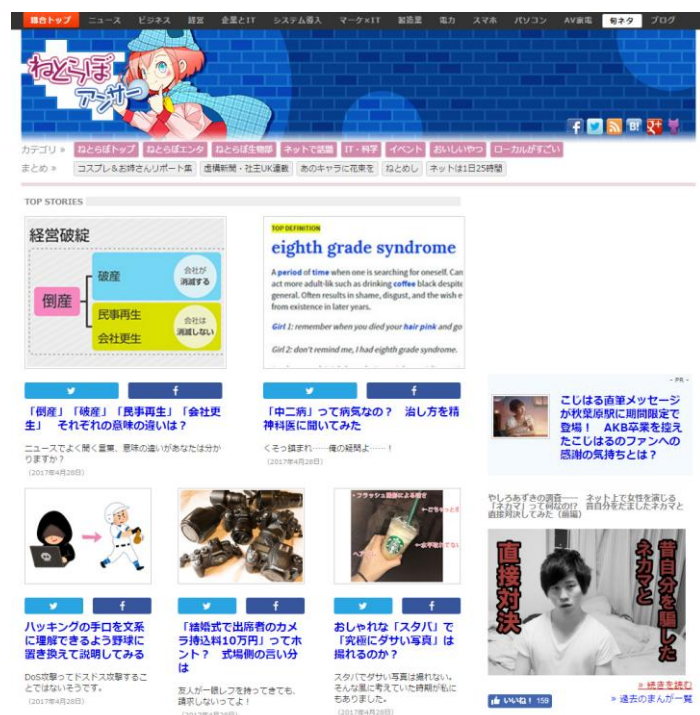 総合トップ ニュース ビジネス 経営 企業とIT システム導入 マーケ×IT 製造業 電力 スマホ パソコン AV家電 旬ネタ ブログ
ねとらぼ
アンサー
カテゴリ » ねとらぼトップ ねとらぼエンタ ねとらぼ生物部 ネットで話題 IT・科学 イベント おいしいやつ ローカルがすごい
まとめ » コスプレ&お姉さんリポート集 虚構新聞・社主UK連載 あのキャラに花束を ねとめし ネットは1日25時間
TOP STORIES
経営破綻
倒産
破産
会社が
消滅する
民事再生
会社更生
会社は
消滅しない
「倒産」「破産」「民事再生」「会社更
生」 それぞれの意味の違いは?
ニュースでよく聞く言葉、意味の違いがあなたは分か
りますか?
(2017年4月28日)
TOP DEFINITION
eighth grade syndrome
A period of time when one is searching for oneself. Can
act more adult-lik such as drinking coffee black despite
general. Often results in shame, disgust, and the wish e
from existence in later years.
Girl 1: remember when you died your hair pink and go
Girl 2: don't remind me, I had eighth grade syndrome.
「中二病」って病気なの? 治し方を精
神科医に聞いてみた
くそっ鎮まれ……俺の疑問よ……!
(2017年4月28日)
- PR -
こじはる直筆メッセージ
が秋葉原駅に期間限定で
登場! AKB卒業を控え
たこじはるのファンへの
感謝の気持ちとは?
ハッキングの手口を文系
に理解できるよう野球に
置き換えて説明してみる
DoS攻撃ってドスドス攻撃するこ
とではないそうです。
(2017年4月28日)
「結婚式で出席者のカメ
ラ持込料10万円」ってホ
ント? 式場側の言い分
は
友人が一眼レフを持ってきても、
請求しないってよ!
(2017年4月28日)
・フラッシュ撮影による暗さ
おしゃれな「スタバ」で
「究極にダサい写真」は
撮れるのか?
スタバでダサい写真は撮れない。
そんな風に考えていた時期が私に
もありました。
(2017年4月28日)
やしろあずきの調査―― ネット上で女性を演じる
「ネカマ」って何なの!? 昔自分をだましたネカマと
直接対決してみた(前編)
昔自分を騙した
ネカマと
直接対決
» 続きを読む
いいね! 159
» 過去のまんが一覧